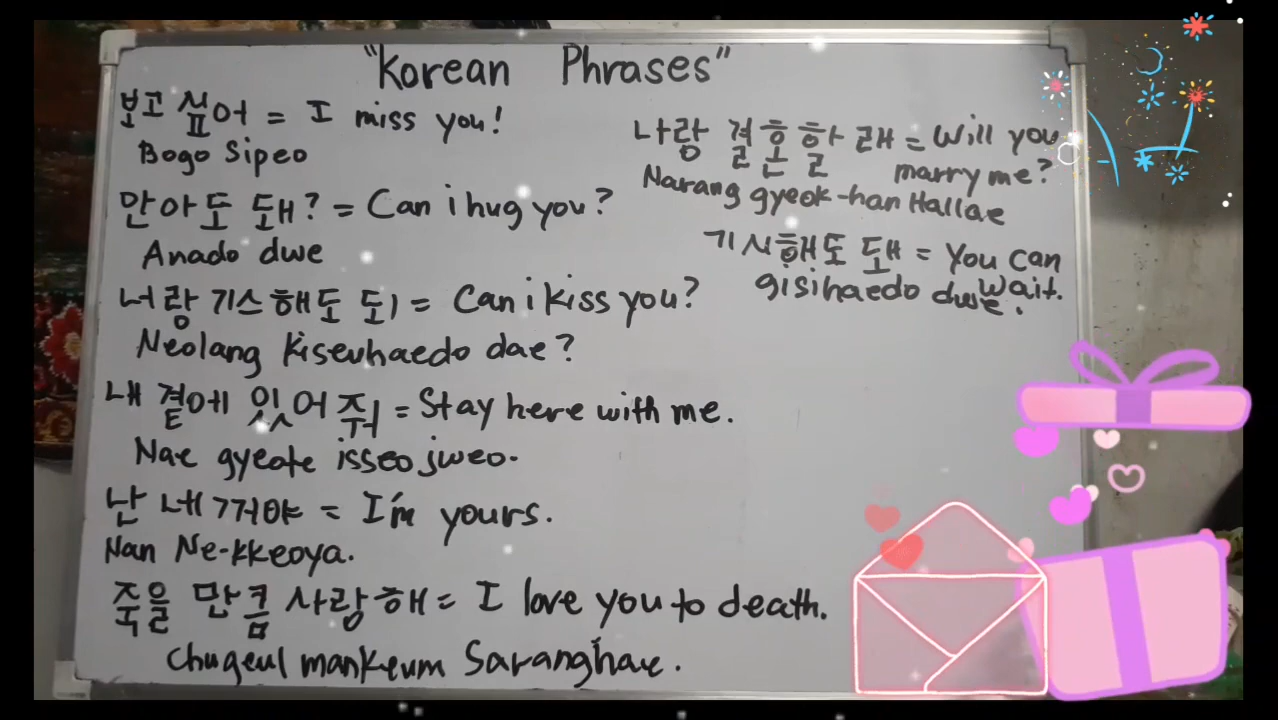 "Korean Phrases"
보고 싶어 = I miss you!
Bogo Sipeo
안아도 돼? = Can i hug you?
Anado dwe
너랑 기스해도 되 = Can i kiss you?
Neolang Kiseuhaedo dae?
내 곁에 있어 줘 = Stay here with me.
Nae gyeote isseo jweo.
난 네꺼야 = I'm yours.
Nan Ne-kkeoya.
죽을 만큼 사랑해 = I love you to death.
Chugeul mankeum Saranghae.
나랑 결혼할래 = Will you
marry me?
Narang gyeok-han Hallae
기시해도 돼 = You can
wait.
gisihaedo dwe.